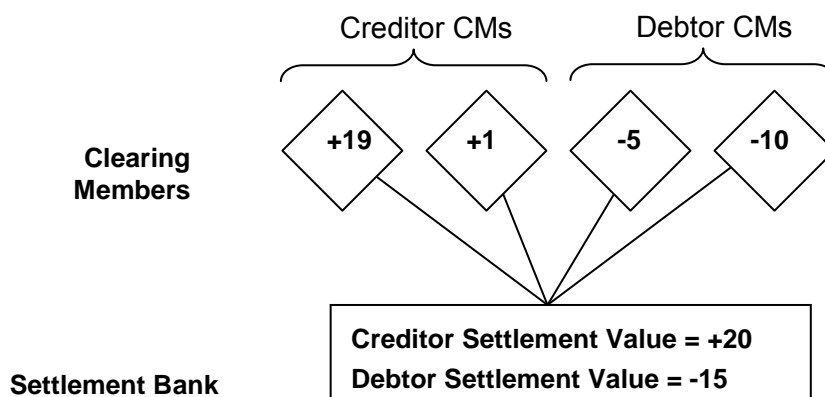 Creditor CMs Debtor CMs
+19 +1 -5 -10
Clearing
Members
Creditor Settlement Value = +20
Debtor Settlement Value = -15
Settlement Bank